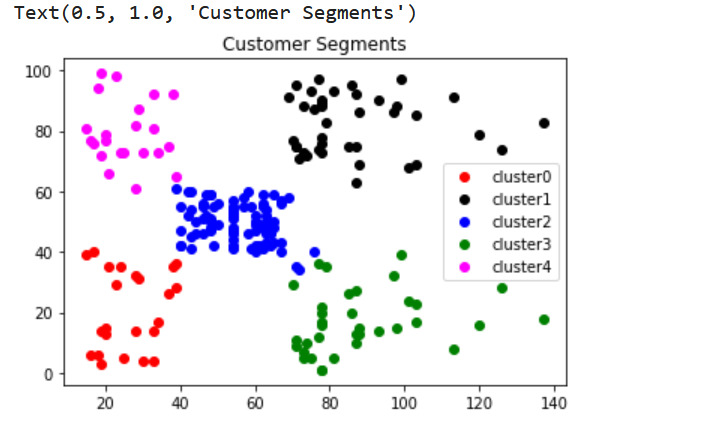 Text(0.5, 1.0, 'Customer Segments')
Customer Segments
100
80
60
40
20
0
cluster0
cluster1
cluster2
cluster3
cluster4
20 40 60 80 100 120 140